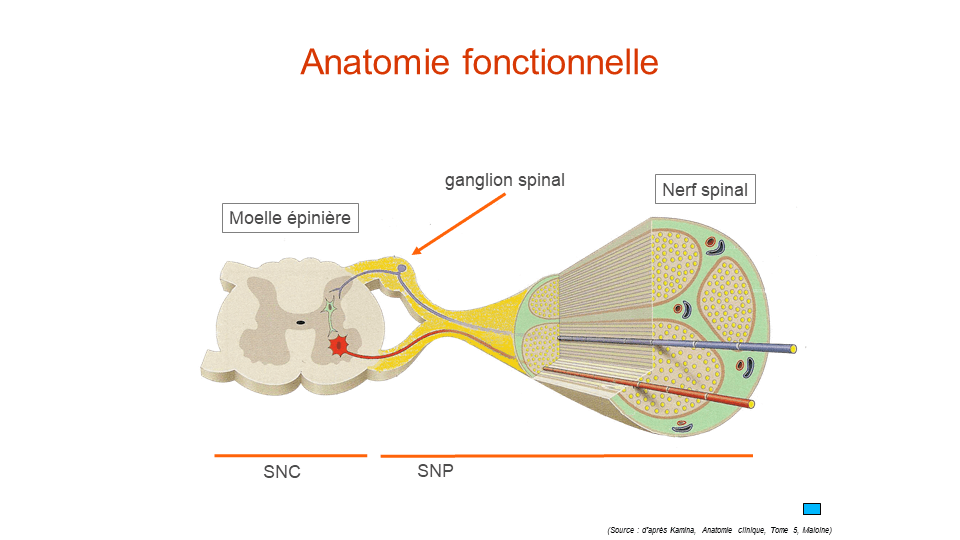 Anatomie fonctionnelle
ganglion spinal
Nerf spinal
Moelle épinière
SNC
SNP
(Source : d'après Kamina, Anatomie clinique, Tome 5, Maloine)